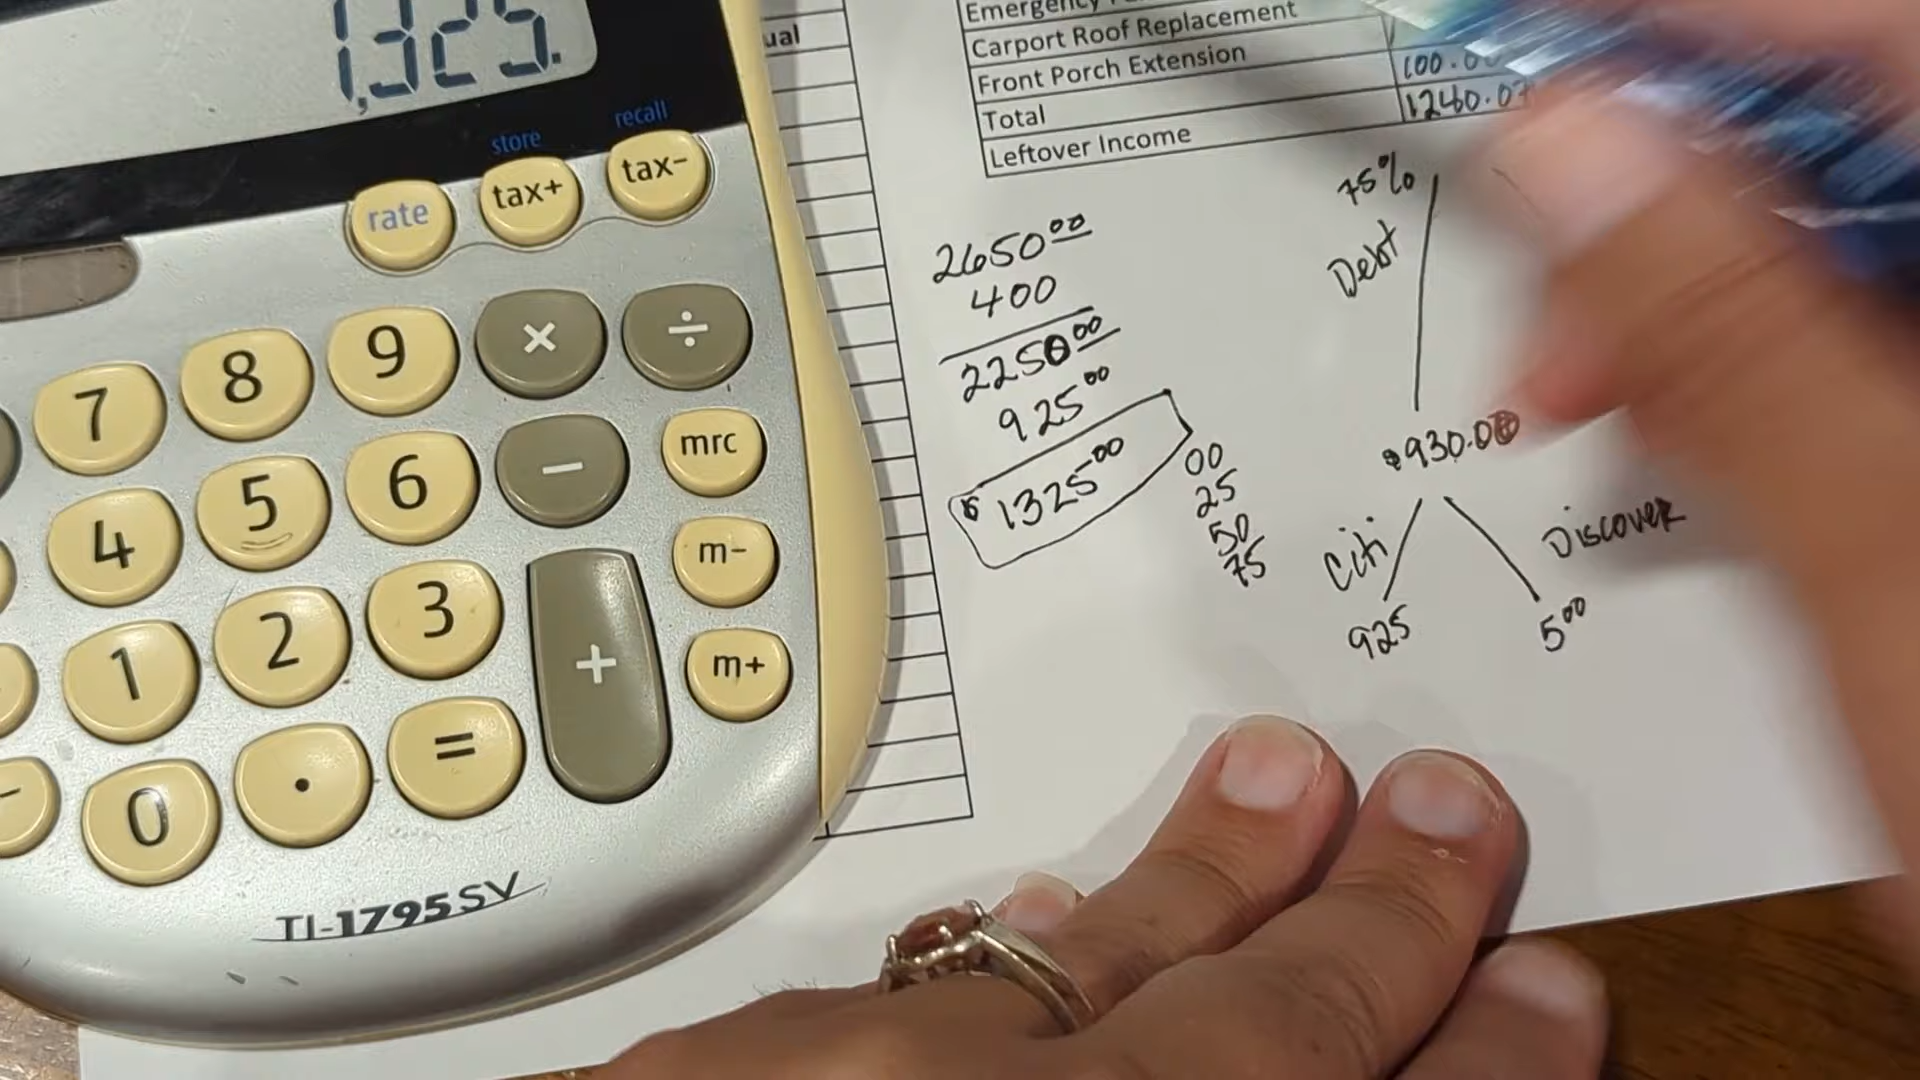 1,325.
store
recall
rate
tax+
tax-
7
8
9
×
÷
4
5
6
−
mrc
1
2
3
+
m-
m+
0
.
=
TI-1795 SV
ual
Emergency
Carport Roof Replacement
Front Porch Extension
100.00
Total
1240.07
Leftover Income
2650.00
400
2250.00
925.00
$1325.00
00
25
50
75
75%
Debt
$930.00
Citi
Discover
925
5.00